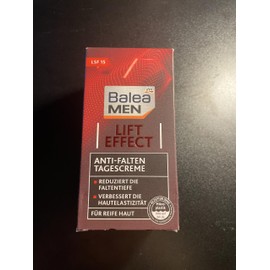 LSF 15
Balea
MEN
LIFT
EFFECT
ANTI-FALTEN
TAGESCREME
REDUZIERT DIE
FALTENTIEFE
VERBESSERT DIE
HAUTELASTIZITÄT
FÜR REIFE HAUT